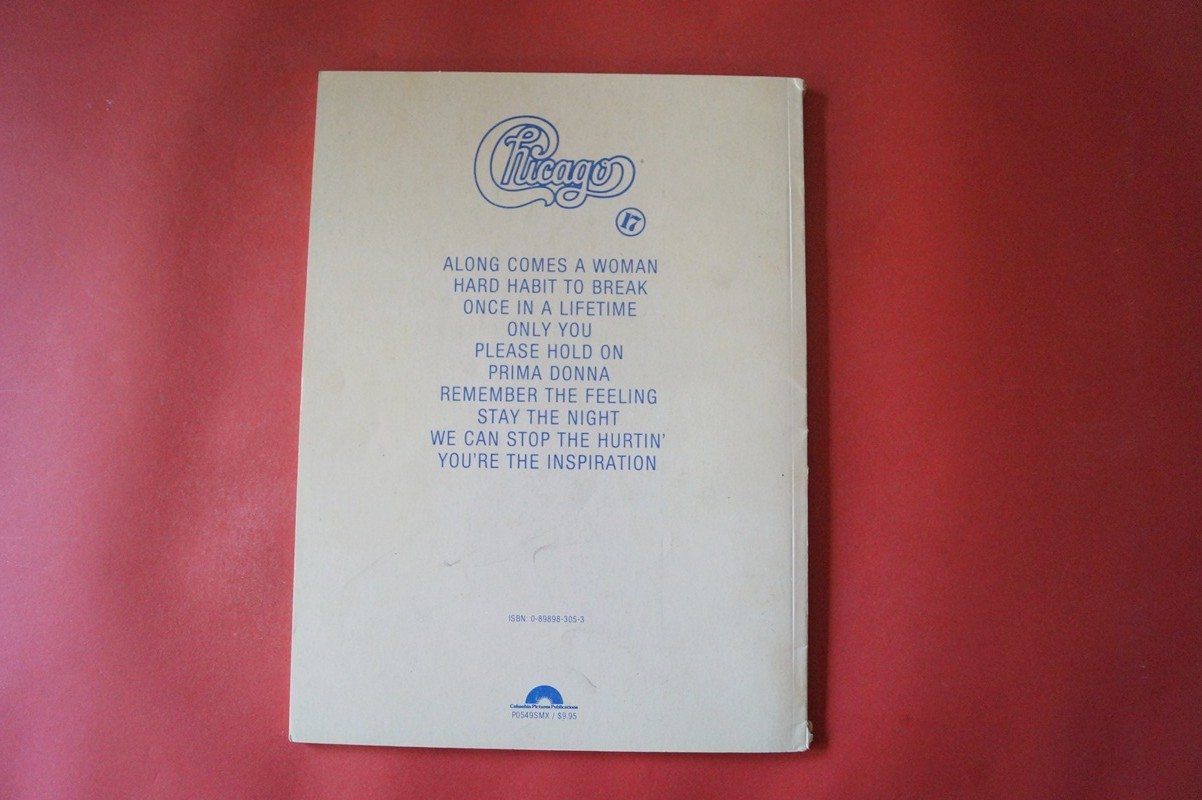 Chicago
17
ALONG COMES A WOMAN
HARD HABIT TO BREAK
ONCE IN A LIFETIME
ONLY YOU
PLEASE HOLD ON
PRIMA DONNA
REMEMBER THE FEELING
STAY THE NIGHT
WE CAN STOP THE HURTIN'
YOU'RE THE INSPIRATION
ISBN: 0-89898-305-3
Columbia Pictures Publications
P0549SMX / $9.95